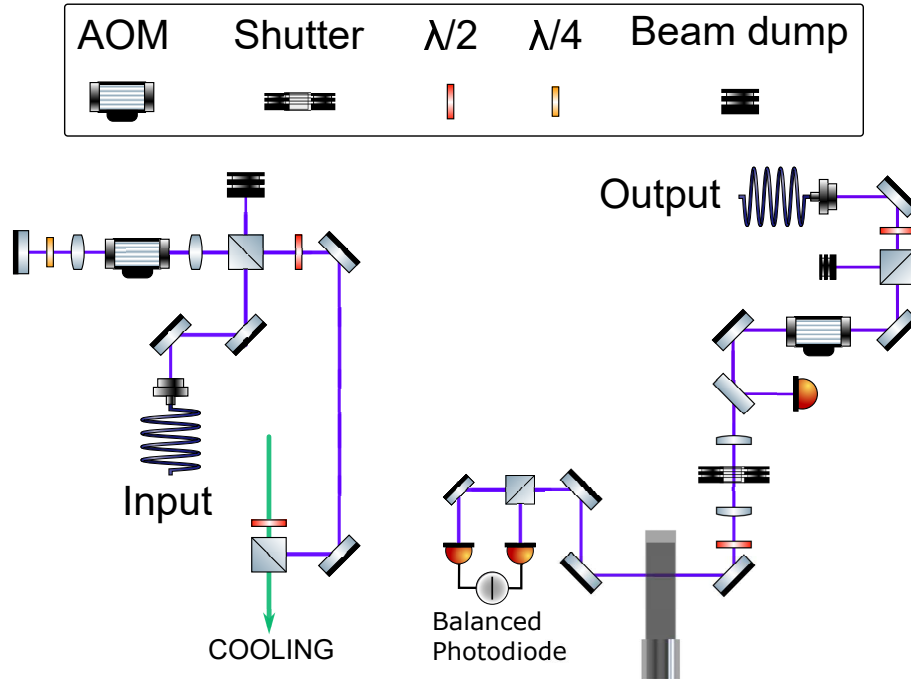 AOM Shutter λ/2 λ/4 Beam dump
Output
Input
Balanced
Photodiode
COOLING